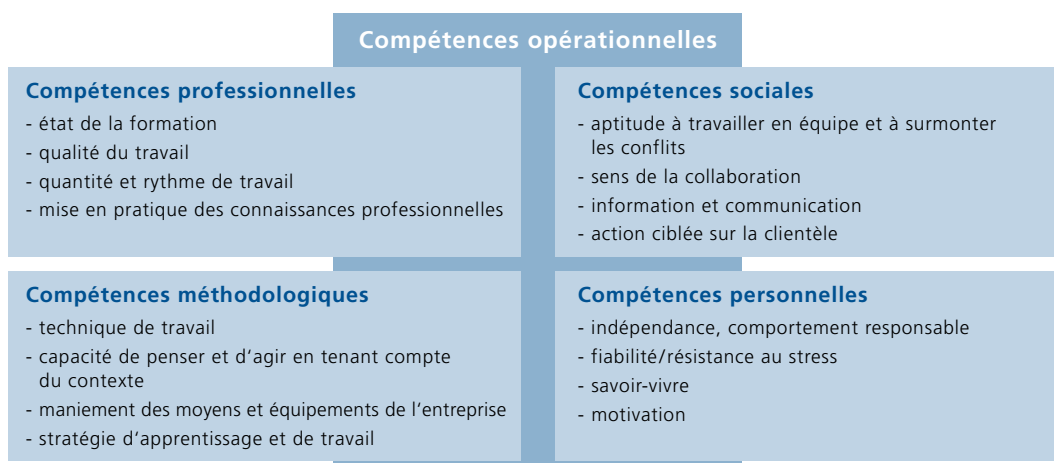 Compétences opérationnelles
Compétences professionnelles
- état de la formation
- qualité du travail
- quantité et rythme de travail
- mise en pratique des connaissances professionnelles
Compétences sociales
- aptitude à travailler en équipe et à surmonter
les conflits
- sens de la collaboration
- information et communication
- action ciblée sur la clientèle
Compétences méthodologiques
- technique de travail
- capacité de penser et d’agir en tenant compte
du contexte
- maniement des moyens et équipements de l’entreprise
- stratégie d’apprentissage et de travail
Compétences personnelles
- indépendance, comportement responsable
- fiabilité/résistance au stress
- savoir-vivre
- motivation